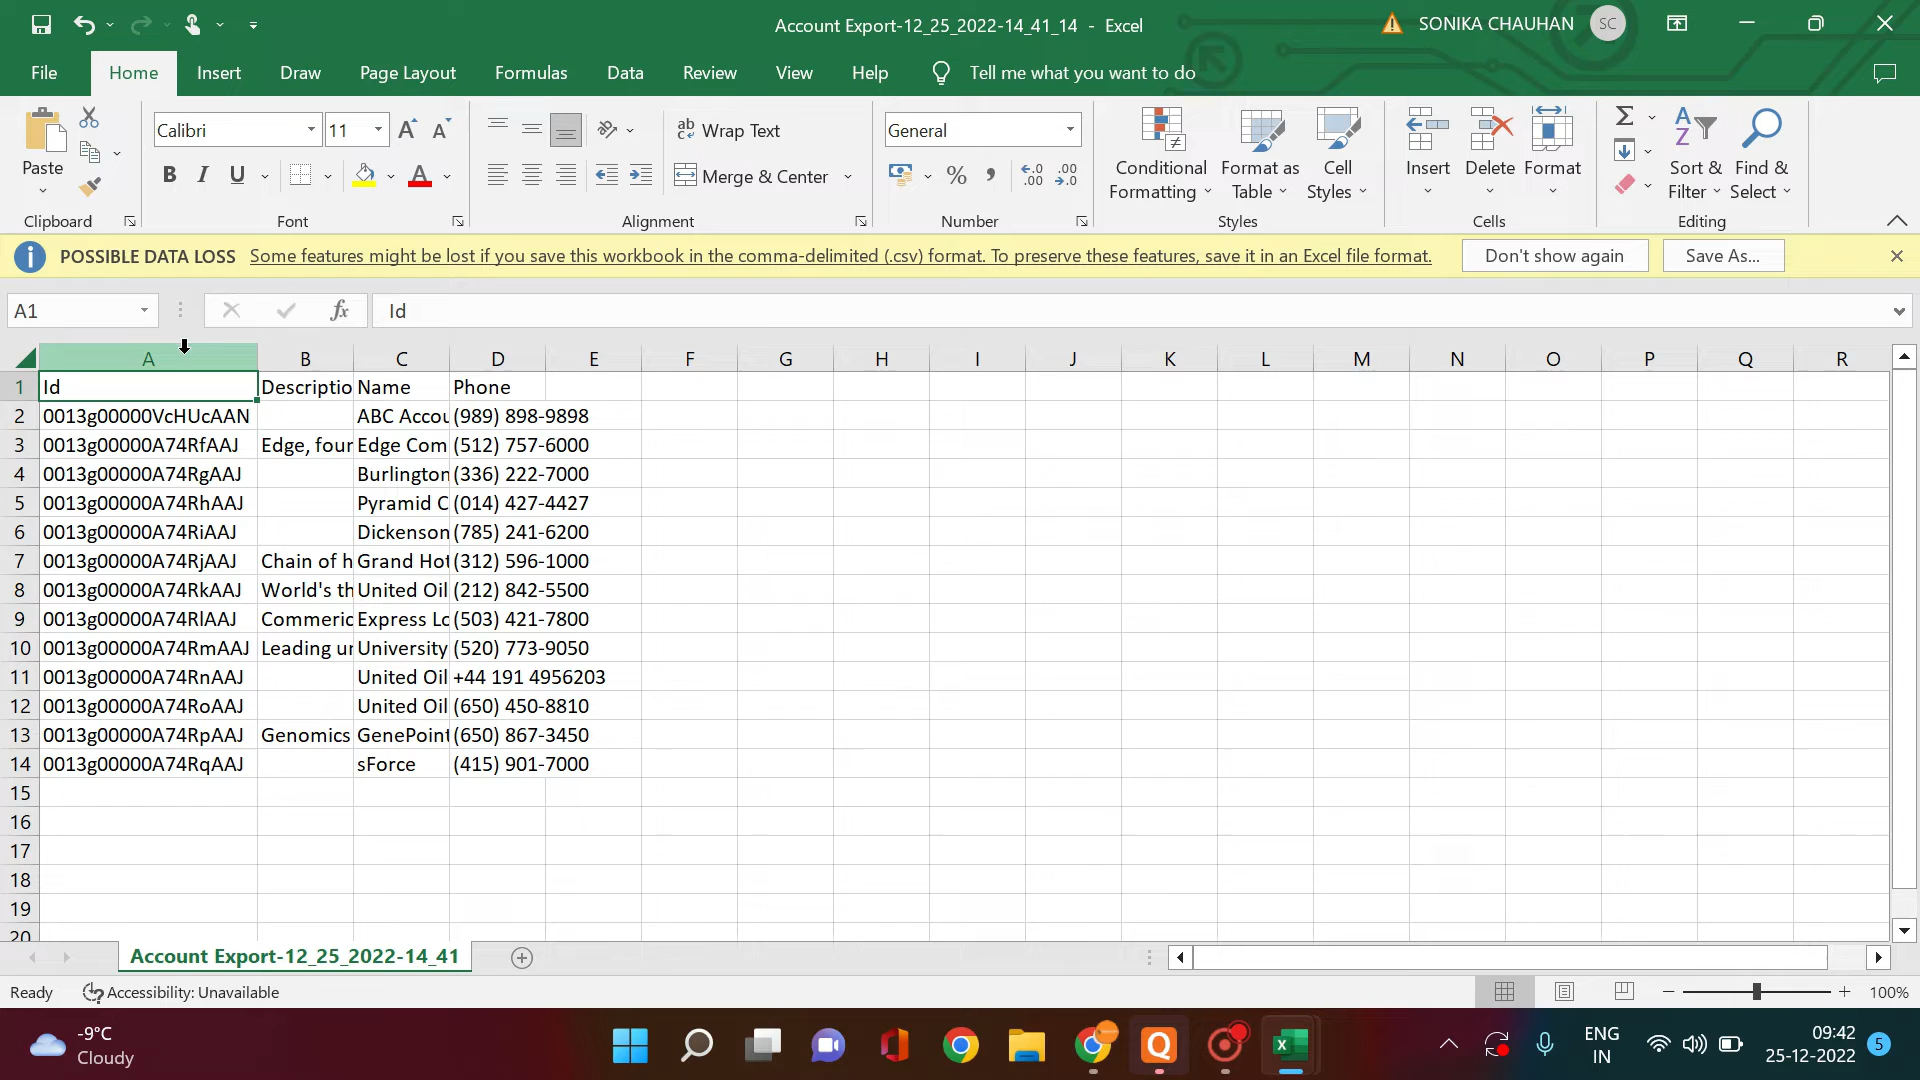 Account Export-12_25_2022-14_41_14 - Excel
SONIKA CHAUHAN SC
File Home Insert Draw Page Layout Formulas Data Review View Help Tell me what you want to do
Paste
Clipboard
Calibri 11
B I U A
Font
ab Wrap Text
Merge & Center
Alignment
General
%
Number
Conditional Formatting
Format as Table
Cell Styles
Styles
Insert Delete Format
Cells
Sort & Filter
Find & Select
Editing
POSSIBLE DATA LOSS Some features might be lost if you save this workbook in the comma-delimited (.csv) format. To preserve these features, save it in an Excel file format. Don't show again Save As...
A1 fx Id
A B C D E F G H I J K L M N O P Q R
1 Id Descriptio Name Phone
2 0013g00000VcHUcAAN ABC Accou (989) 898-9898
3 0013g00000A74RfAAJ Edge, four Edge Com (512) 757-6000
4 0013g00000A74RgAAJ Burlington (336) 222-7000
5 0013g00000A74RhAAJ Pyramid C (014) 427-4427
6 0013g00000A74RiAAJ Dickenson (785) 241-6200
7 0013g00000A74RjAAJ Chain of h Grand Hot (312) 596-1000
8 0013g00000A74RkAAJ World's th United Oil (212) 842-5500
9 0013g00000A74RlAAJ Commeric Express Lo (503) 421-7800
10 0013g00000A74RmAAJ Leading un University (520) 773-9050
11 0013g00000A74RnAAJ United Oil +44 191 4956203
12 0013g00000A74RoAAJ United Oil (650) 450-8810
13 0013g00000A74RpAAJ Genomics GenePoint (650) 867-3450
14 0013g00000A74RqAAJ sForce (415) 901-7000
15
16
17
18
19
20
Account Export-12_25_2022-14_41
Ready Accessibility: Unavailable 100%
-9°C
Cloudy
ENG
IN
09:42
25-12-2022
5